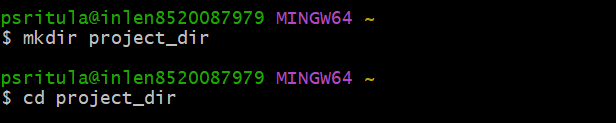 psritula@inlen8520087979 MINGW64 ~
$ mkdir project_dir
psritula@inlen8520087979 MINGW64 ~
$ cd project_dir